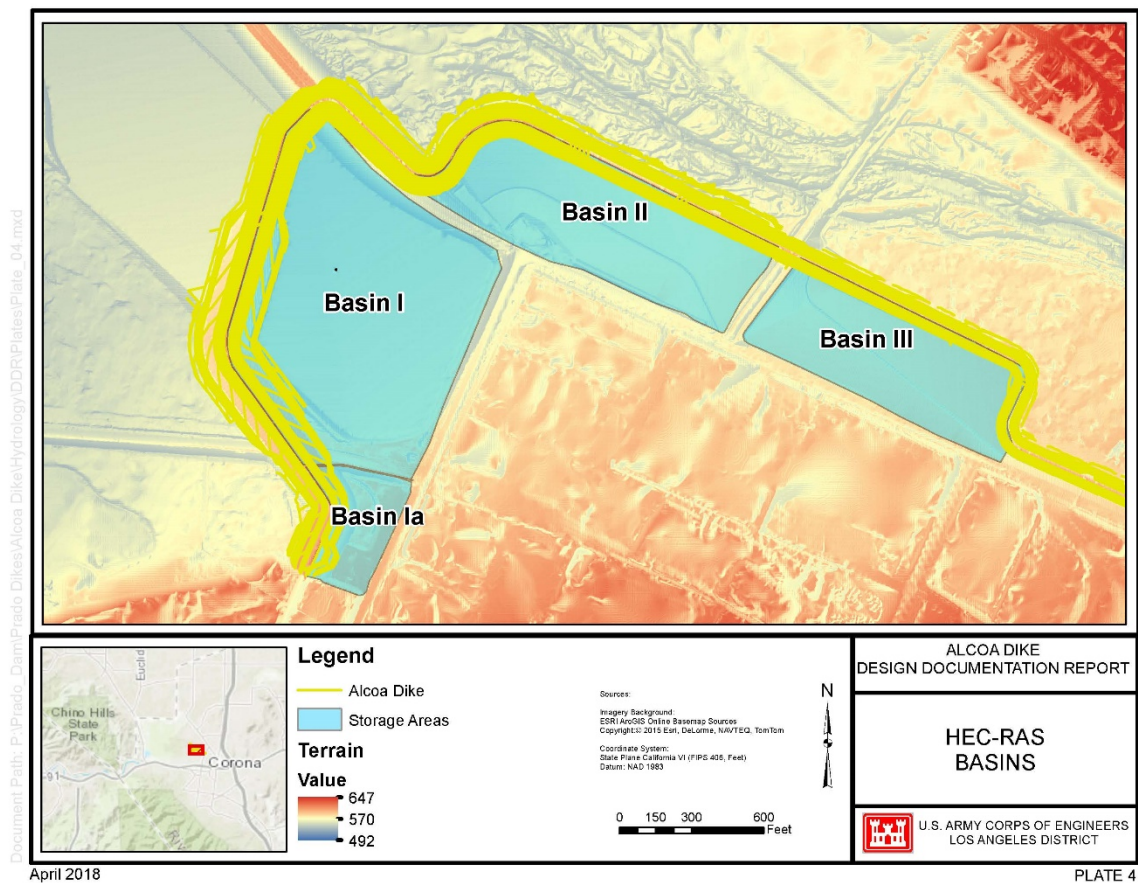 Basin II
Basin I
Basin III
Basin Ia
Document Path: P:\Prado_Dam\Prado Dikes\Alcoa Dike\Hydrology\DDR\Plates\Plate_04.mxd
Euclid
Chino Hills
State
Park
Corona
-91
Riv
Legend
Alcoa Dike
Storage Areas
Terrain
Value
647
570
492
Sources:
Imagery Background:
ESRI ArcGIS Online Basemap Sources
Copyright:© 2015 Esri, DeLorme, NAVTEQ, TomTom
Coordinate System:
State Plane California VI (FIPS 406, Feet)
Datum: NAD 1983
N
0 150 300 600
Feet
ALCOA DIKE
DESIGN DOCUMENTATION REPORT
HEC-RAS
BASINS
U.S. ARMY CORPS OF ENGINEERS
LOS ANGELES DISTRICT
April 2018
PLATE 4